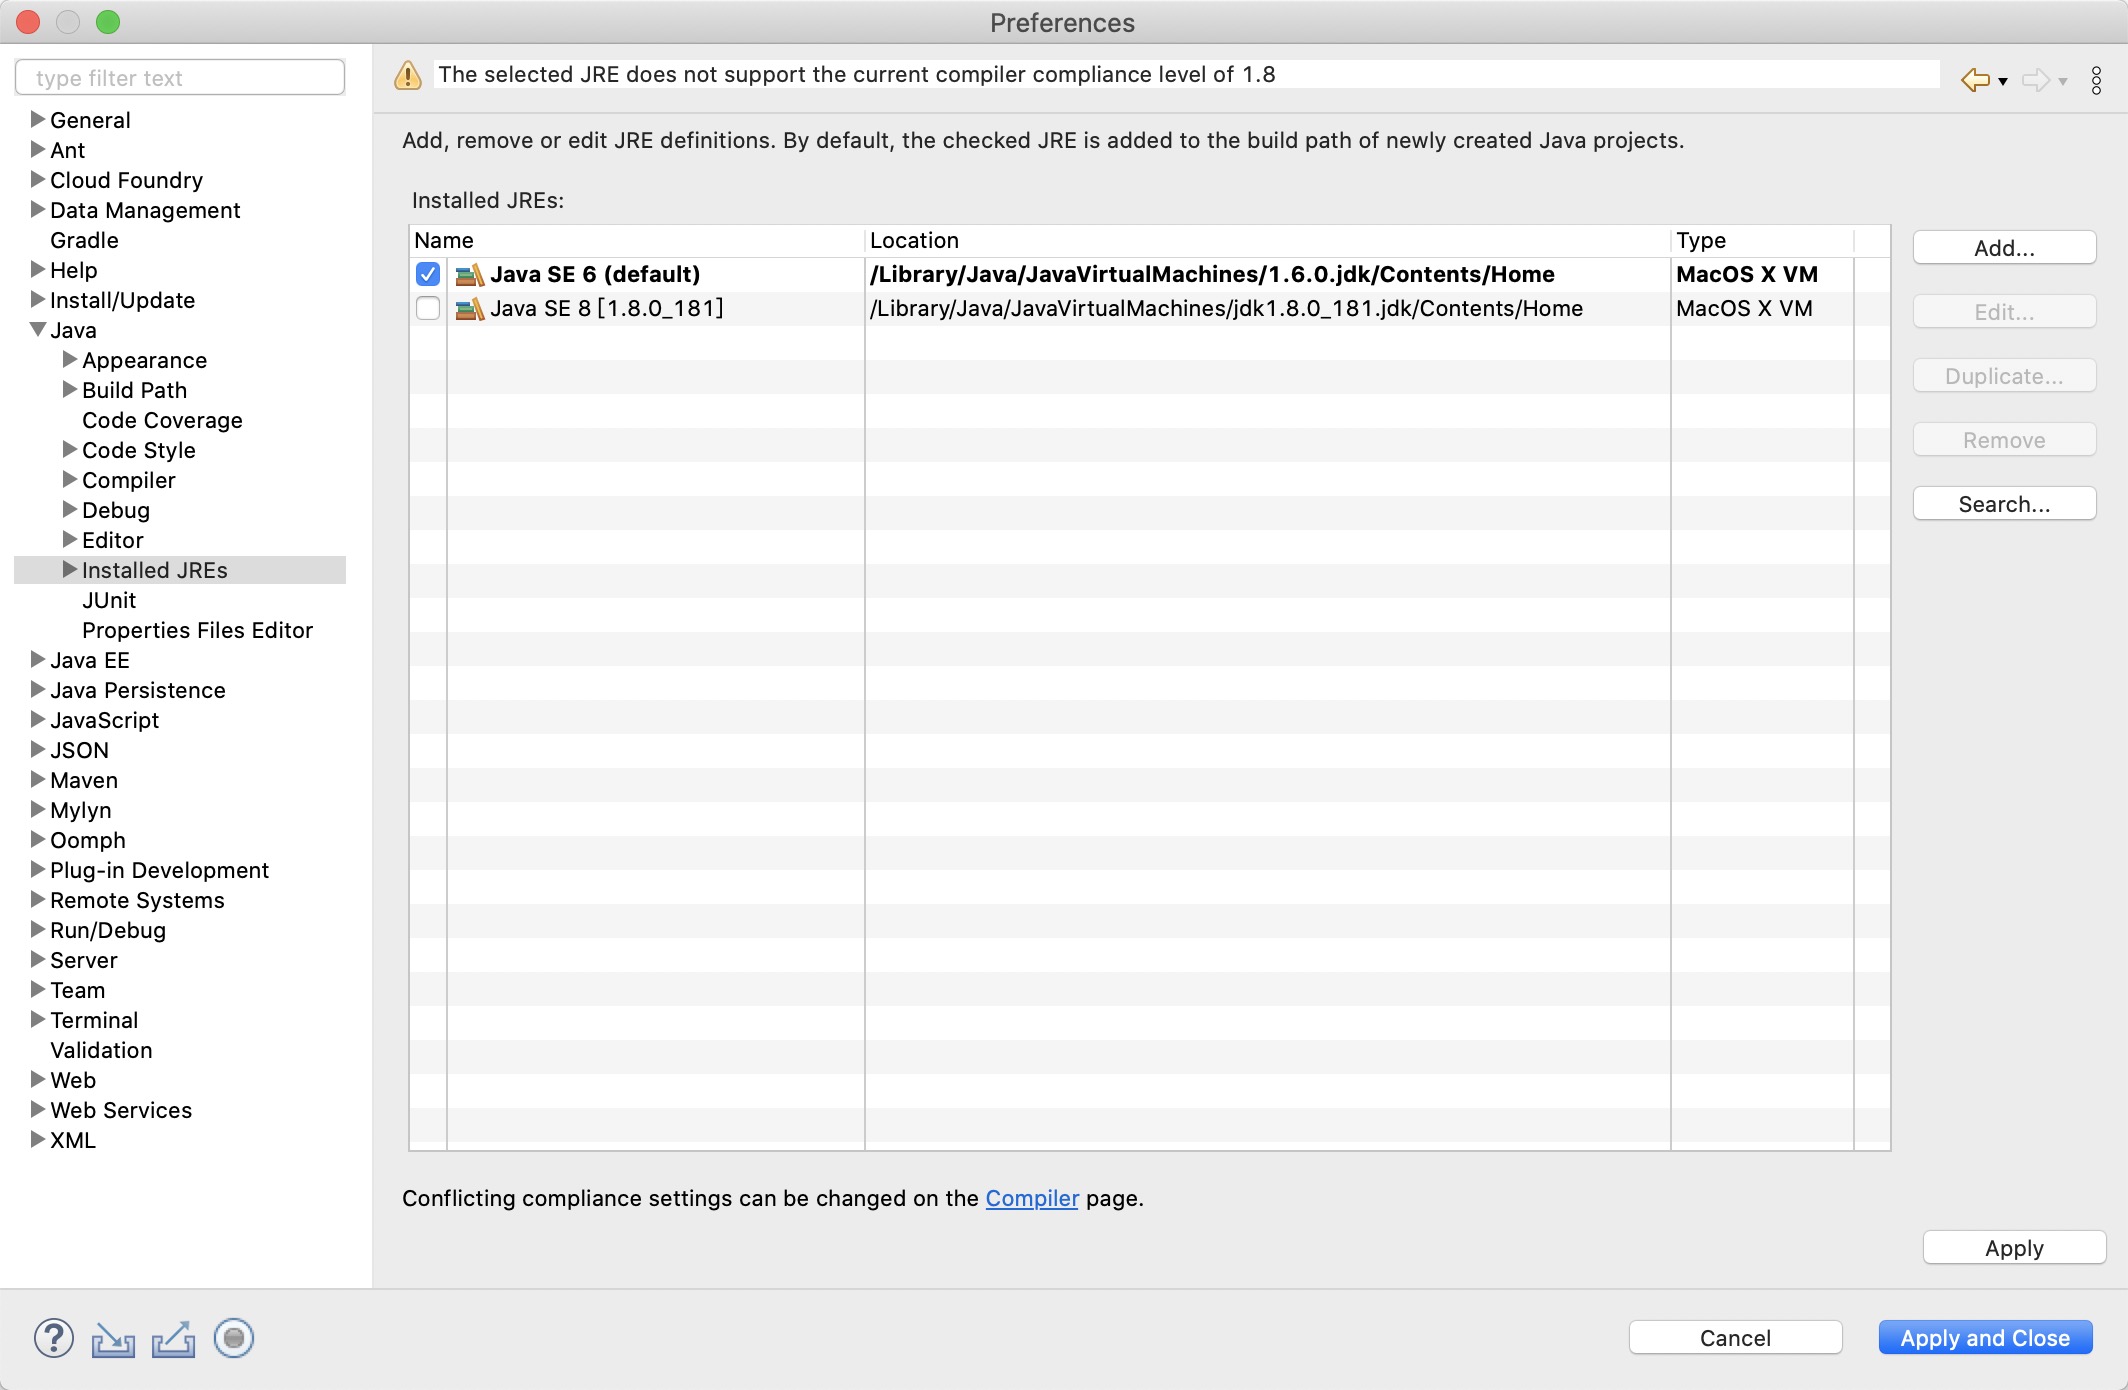 Preferences
type filter text
General
Ant
Cloud Foundry
Data Management
Gradle
Help
Install/Update
Java
Appearance
Build Path
Code Coverage
Code Style
Compiler
Debug
Editor
Installed JREs
JUnit
Properties Files Editor
Java EE
Java Persistence
JavaScript
JSON
Maven
Mylyn
Oomph
Plug-in Development
Remote Systems
Run/Debug
Server
Team
Terminal
Validation
Web
Web Services
XML
The selected JRE does not support the current compiler compliance level of 1.8
Add, remove or edit JRE definitions. By default, the checked JRE is added to the build path of newly created Java projects.
Installed JREs:
Name Location Type
Java SE 6 (default) /Library/Java/JavaVirtualMachines/1.6.0.jdk/Contents/Home MacOS X VM
Java SE 8 [1.8.0_181] /Library/Java/JavaVirtualMachines/jdk1.8.0_181.jdk/Contents/Home MacOS X VM
Add...
Edit...
Duplicate...
Remove
Search...
Conflicting compliance settings can be changed on the Compiler page.
Apply
?
Cancel
Apply and Close